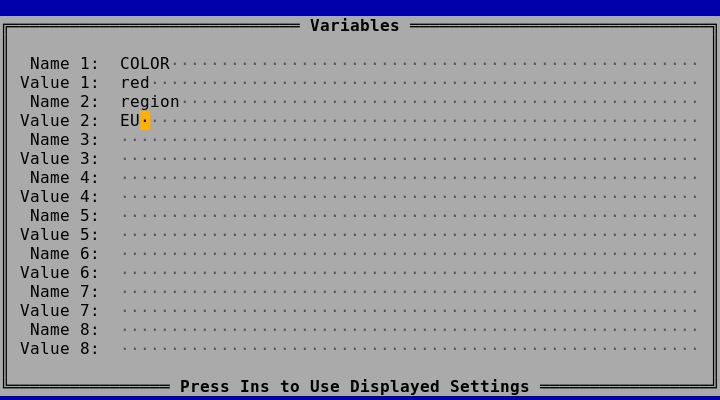 Variables
Name 1: COLOR
Value 1: red
Name 2: region
Value 2: EU
Name 3:
Value 3:
Name 4:
Value 4:
Name 5:
Value 5:
Name 6:
Value 6:
Name 7:
Value 7:
Name 8:
Value 8:
Press Ins to Use Displayed Settings